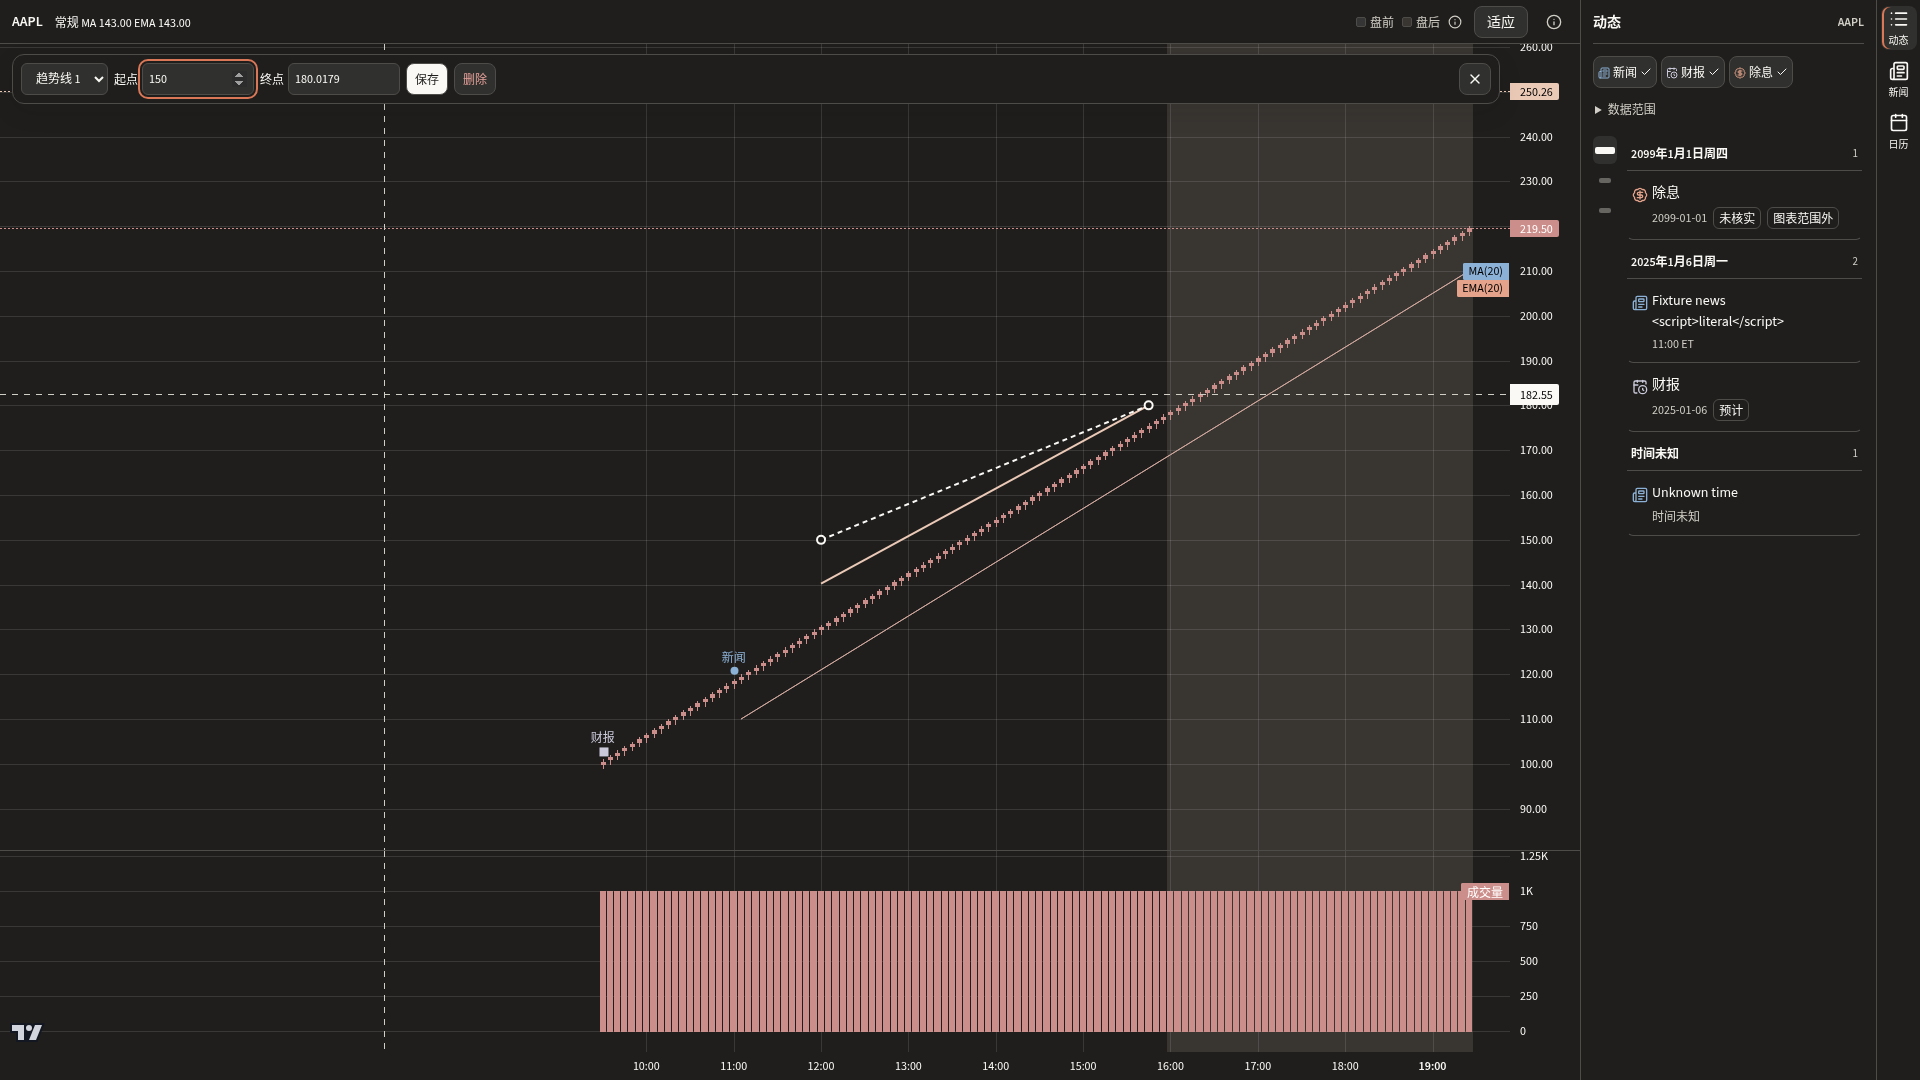 AAPL 常规 MA 143.00 EMA 143.00
盘前 盘后 适应
趋势线 1 起点 150 终点 180.0179 保存 删除
260.00
250.26
240.00
230.00
219.50
210.00
200.00
190.00
182.55
180.00
170.00
160.00
150.00
140.00
130.00
120.00
110.00
100.00
90.00
MA(20)
EMA(20)
新闻
财报
1.25K
成交量 1K
750
500
250
0
10:00 11:00 12:00 13:00 14:00 15:00 16:00 17:00 18:00 19:00
动态 AAPL
新闻 财报 除息
数据范围
2099年1月1日周四 1
除息
2099-01-01 未核实 图表范围外
2025年1月6日周一 2
Fixture news
<script>literal</script>
11:00 ET
财报
2025-01-06 预计
时间未知 1
Unknown time
时间未知
动态
新闻
日历